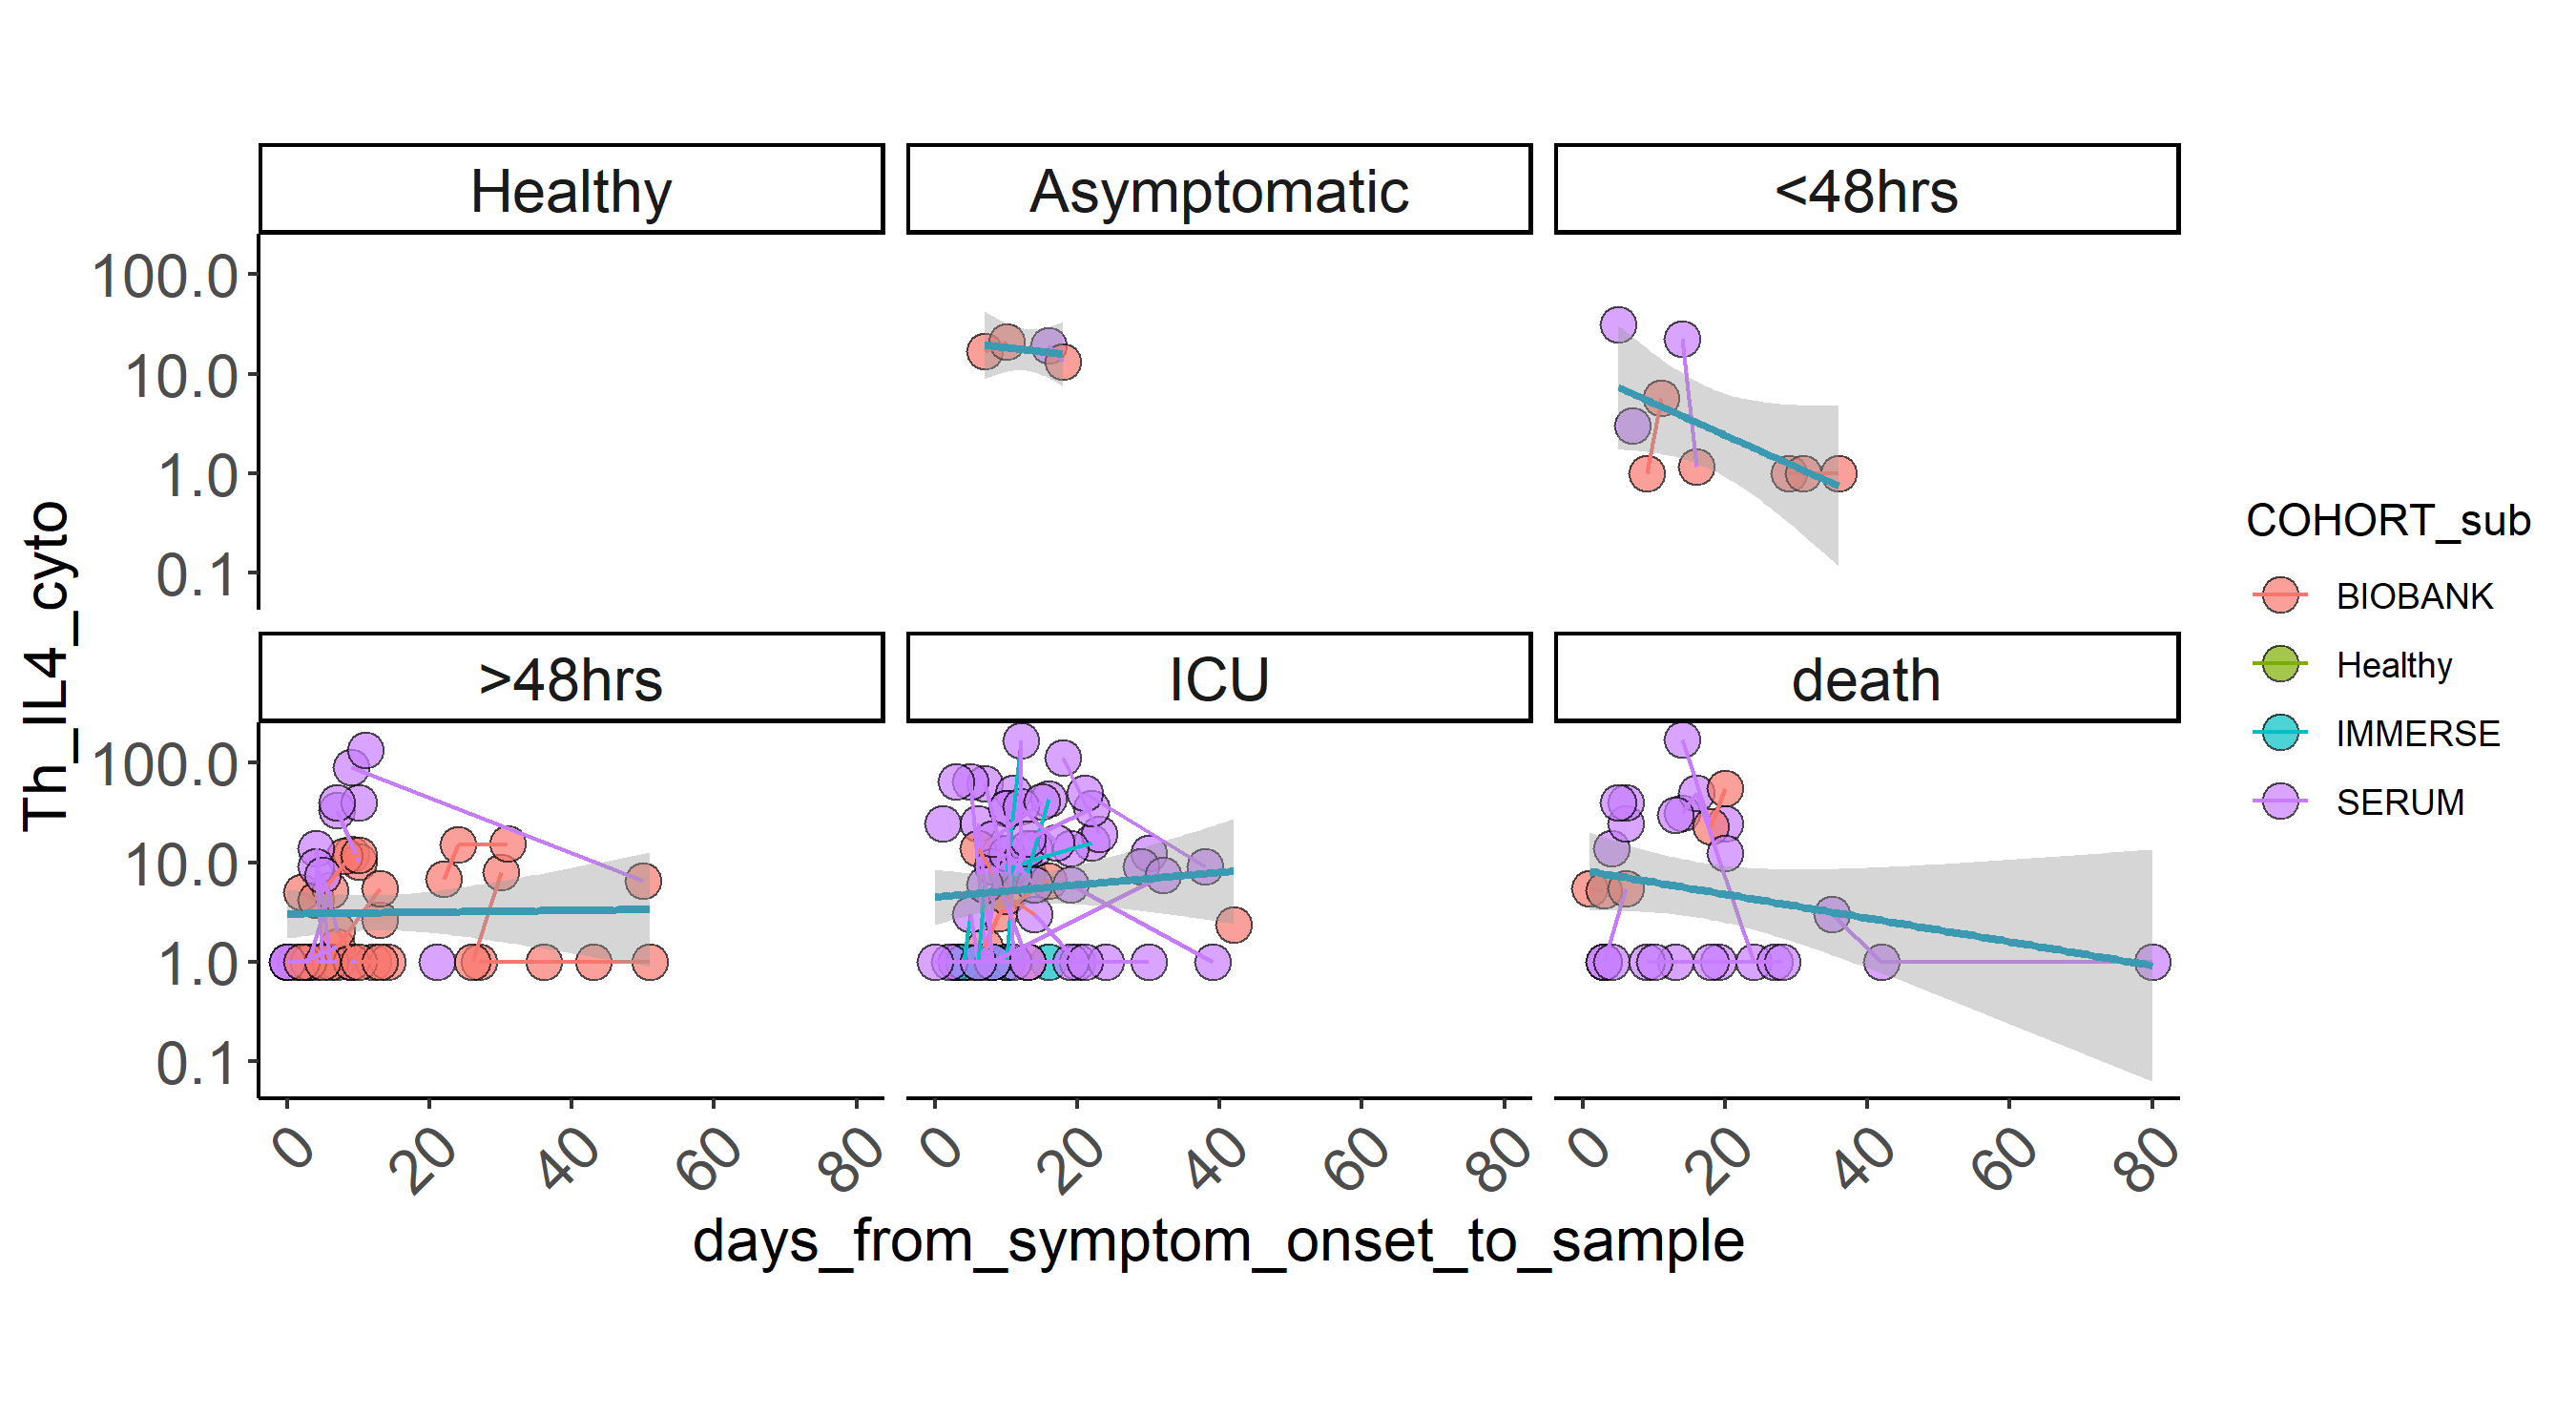 Healthy
Asymptomatic
<48hrs
100.0
10.0
1.0
0.1
>48hrs
ICU
death
100.0
10.0
1.0
0.1
0 20 40 60 80
0 20 40 60 80
0 20 40 60 80
days_from_symptom_onset_to_sample
Th_IL4_cyto
COHORT_sub
BIOBANK
Healthy
IMMERSE
SERUM